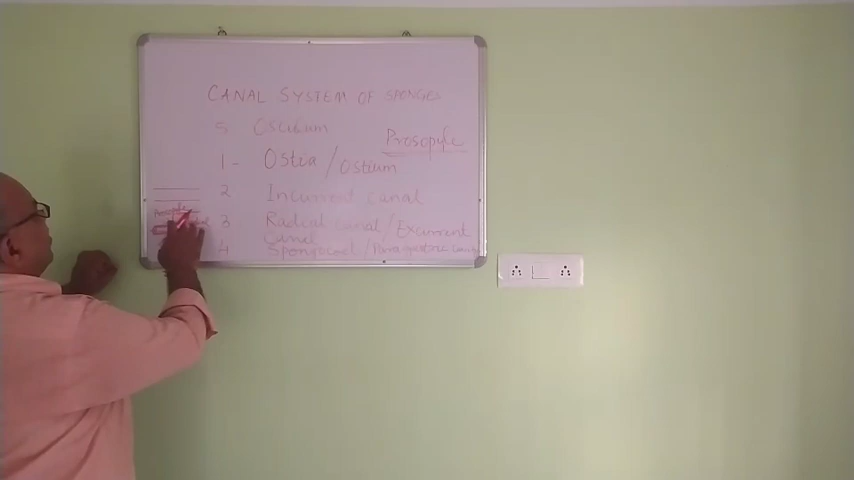 CANAL SYSTEM OF SPONGES
5 Osculum
Prosopyle
1 - Ostia / Ostium
2 Incurrent canal
Prosopyle
3 Radial canal / Excurrent
Canal
4 Spongocoel / Paragastric cavity